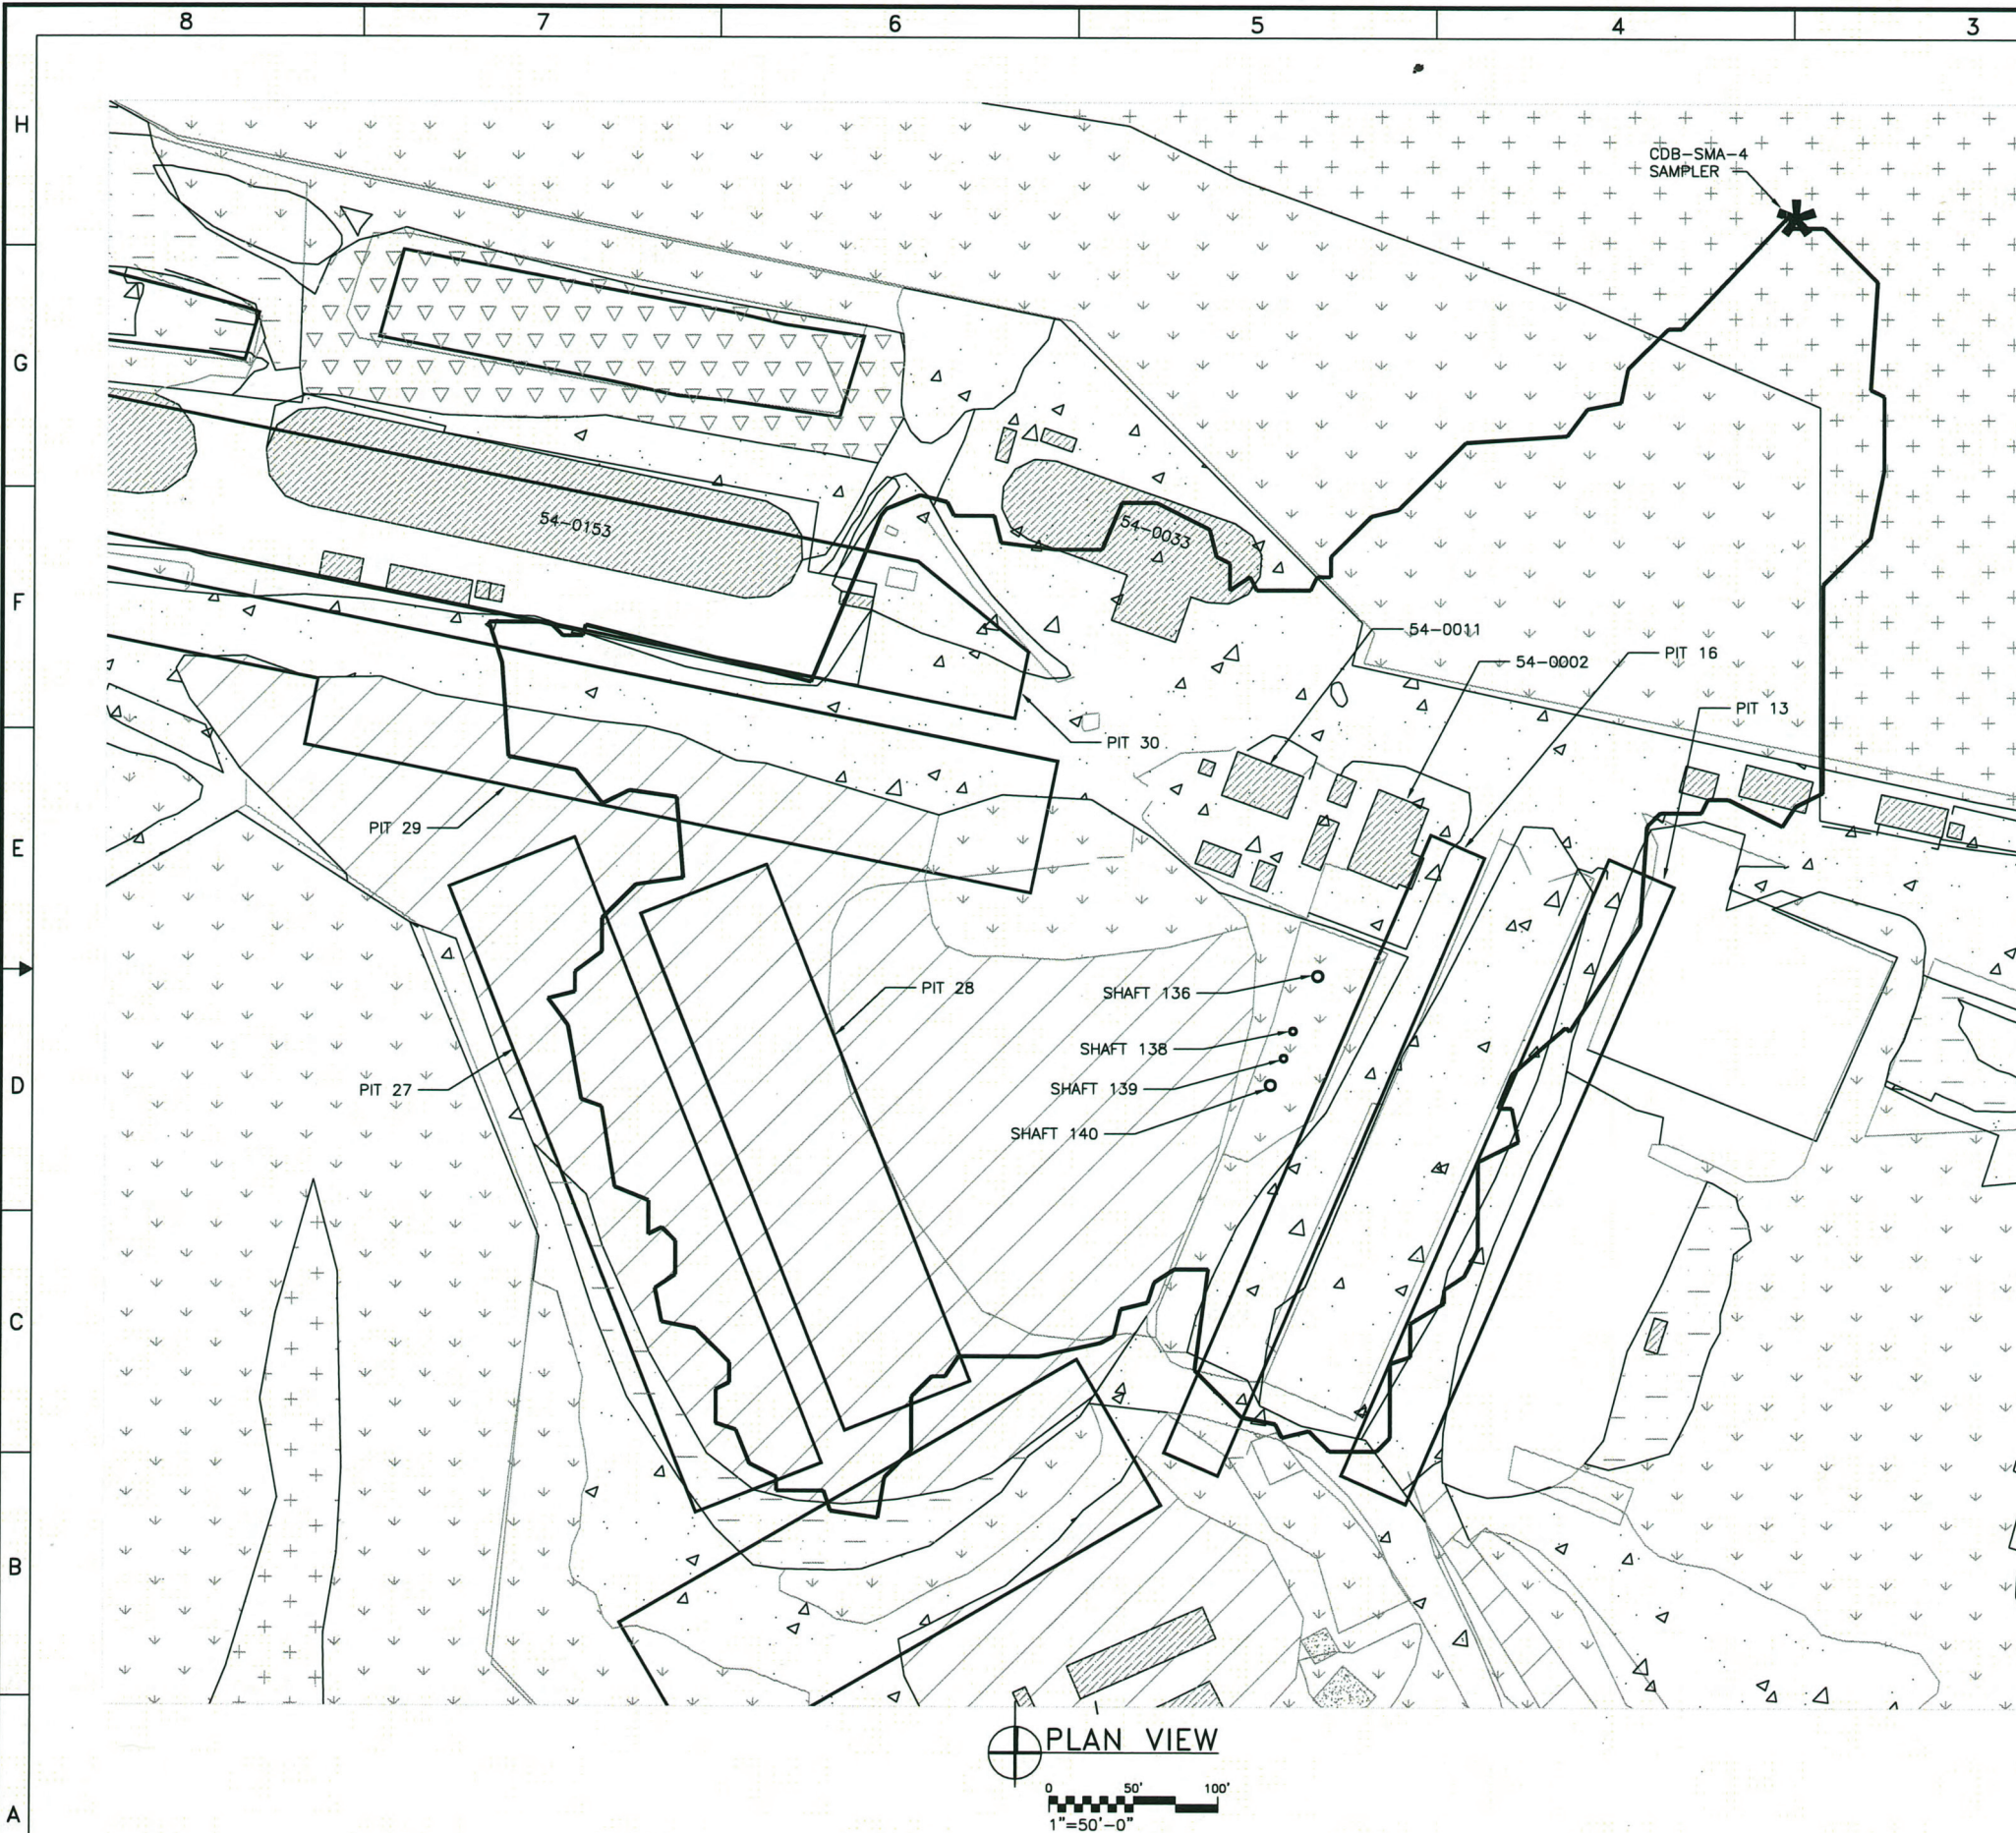 8 7 6 5 4 3
H
CDB-SMA-4
SAMPLER
G
54-0153
54-0033
F
54-0011
54-0002
PIT 16
PIT 13
PIT 30
PIT 29
E
PIT 28
SHAFT 136
SHAFT 138
D
PIT 27
SHAFT 139
SHAFT 140
C
B
PLAN VIEW
0 50' 100'
1"=50'-0"
A